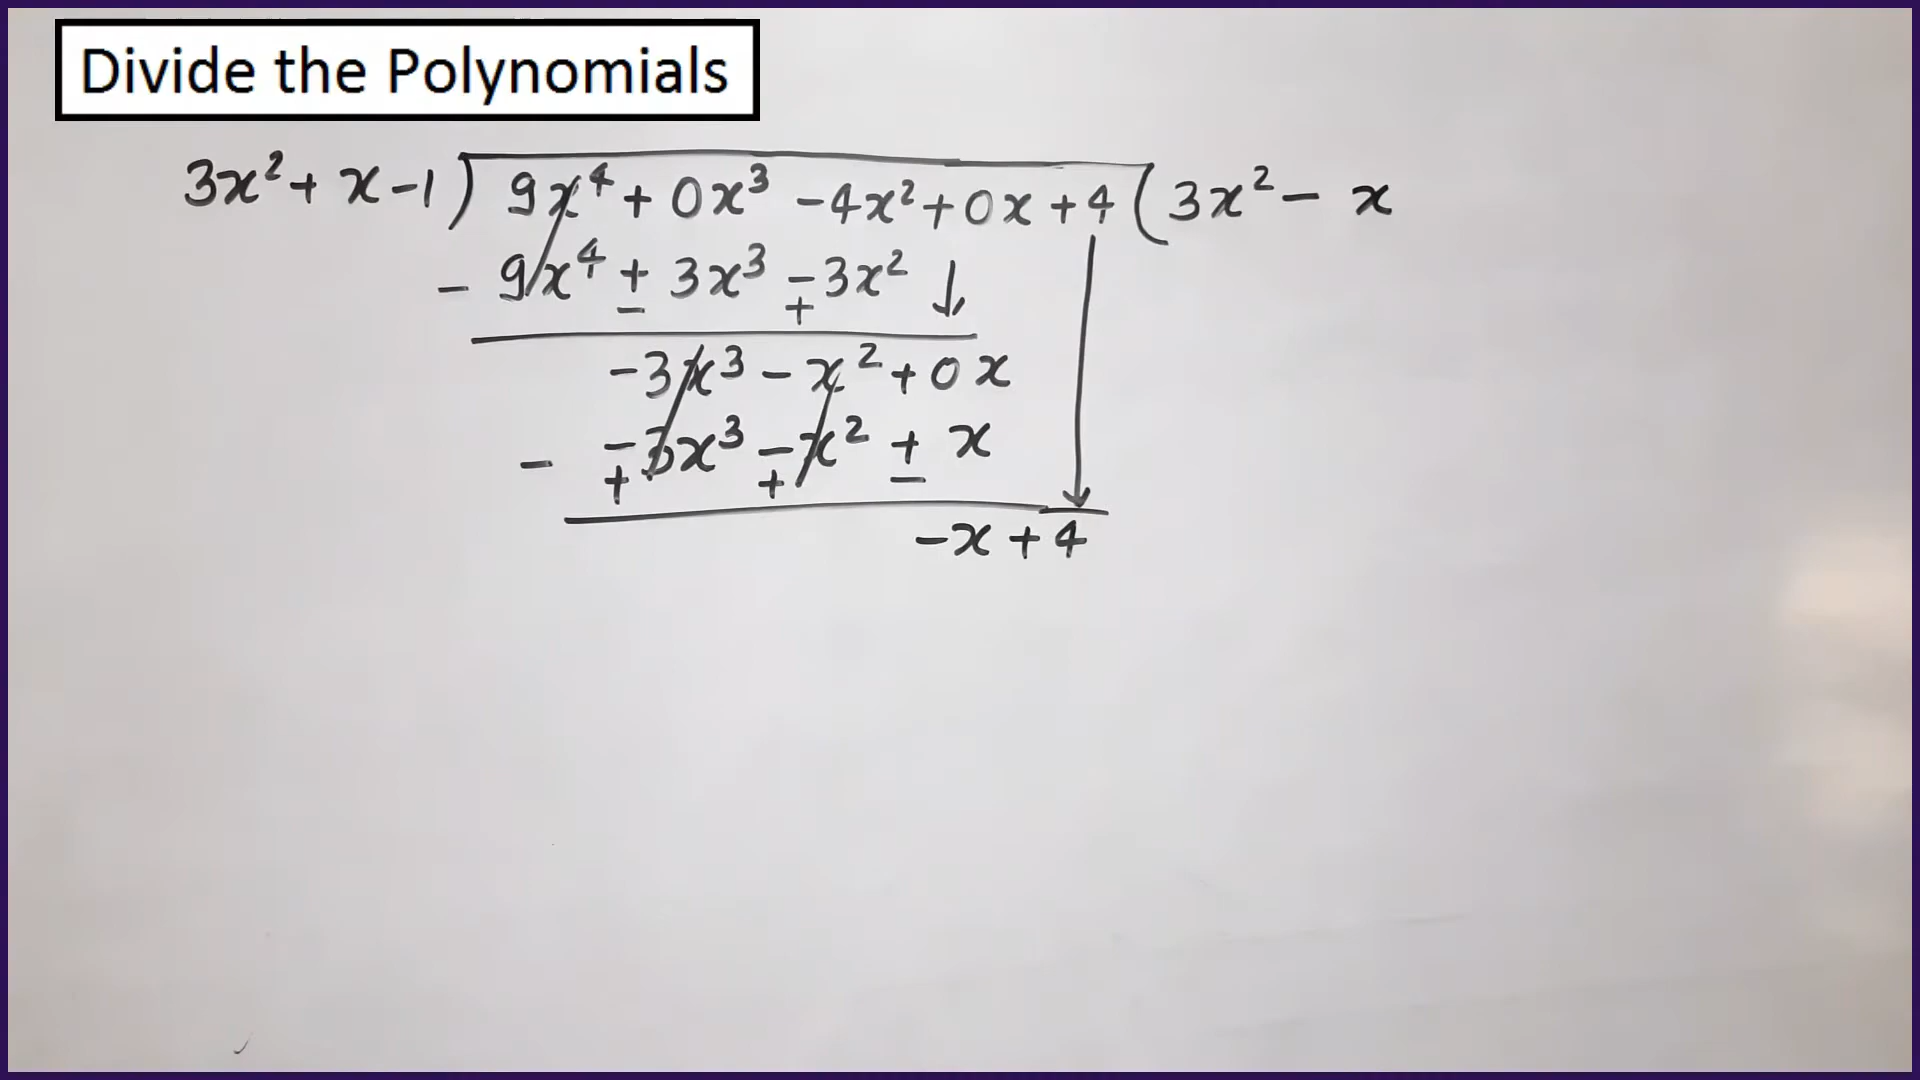 Divide the Polynomials
3x² + x - 1 ) 9x⁴ + 0x³ - 4x² + 0x + 4 ( 3x² - x
- 9x⁴ + 3x³ - 3x² ↓
- +
-3x³ - x² + 0x
- -3x³ - x² + x
+ + -
-x + 4